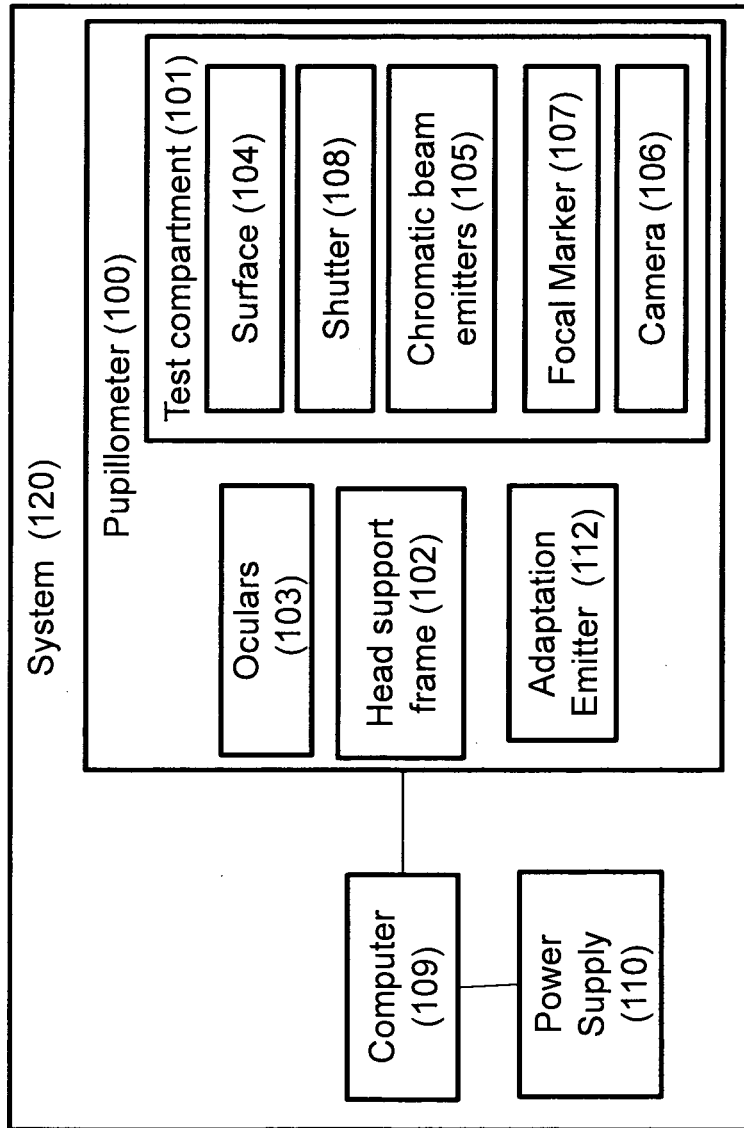 System (120)
Pupillometer (100)
Test compartment (101)
Surface (104)
Shutter (108)
Chromatic beam
emitters (105)
Focal Marker (107)
Camera (106)
Oculars
(103)
Head support
frame (102)
Adaptation
Emitter (112)
Computer
(109)
Power
Supply
(110)